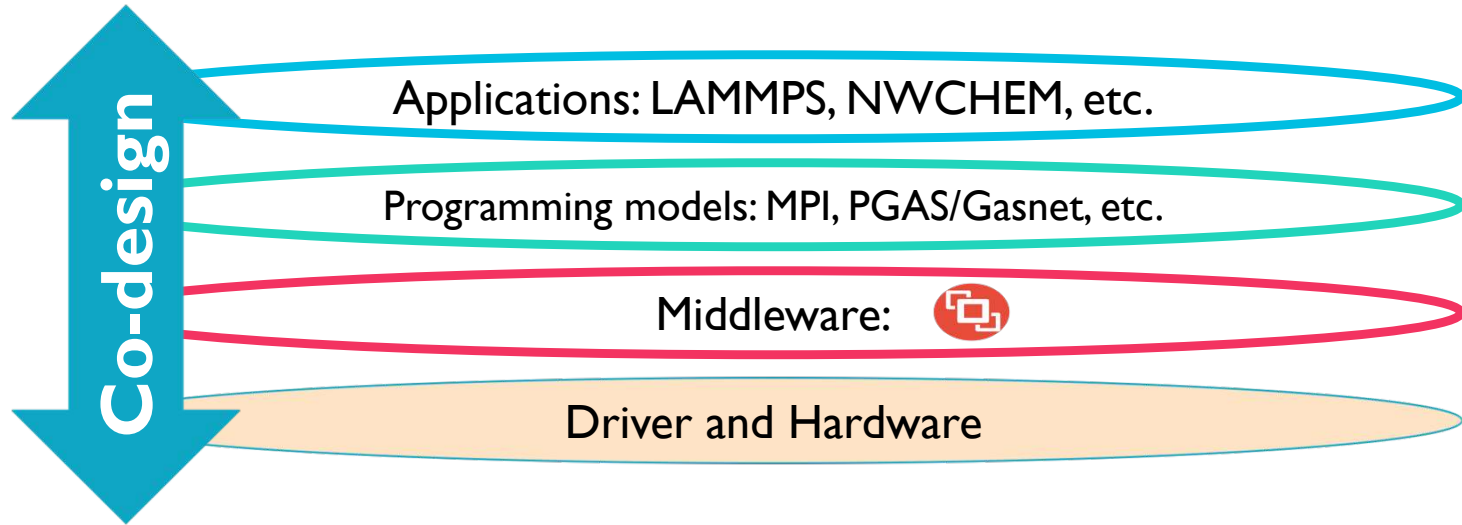 Co-design
Applications: LAMMPS, NWCHEM, etc.
Programming models: MPI, PGAS/Gasnet, etc.
Middleware:
Driver and Hardware